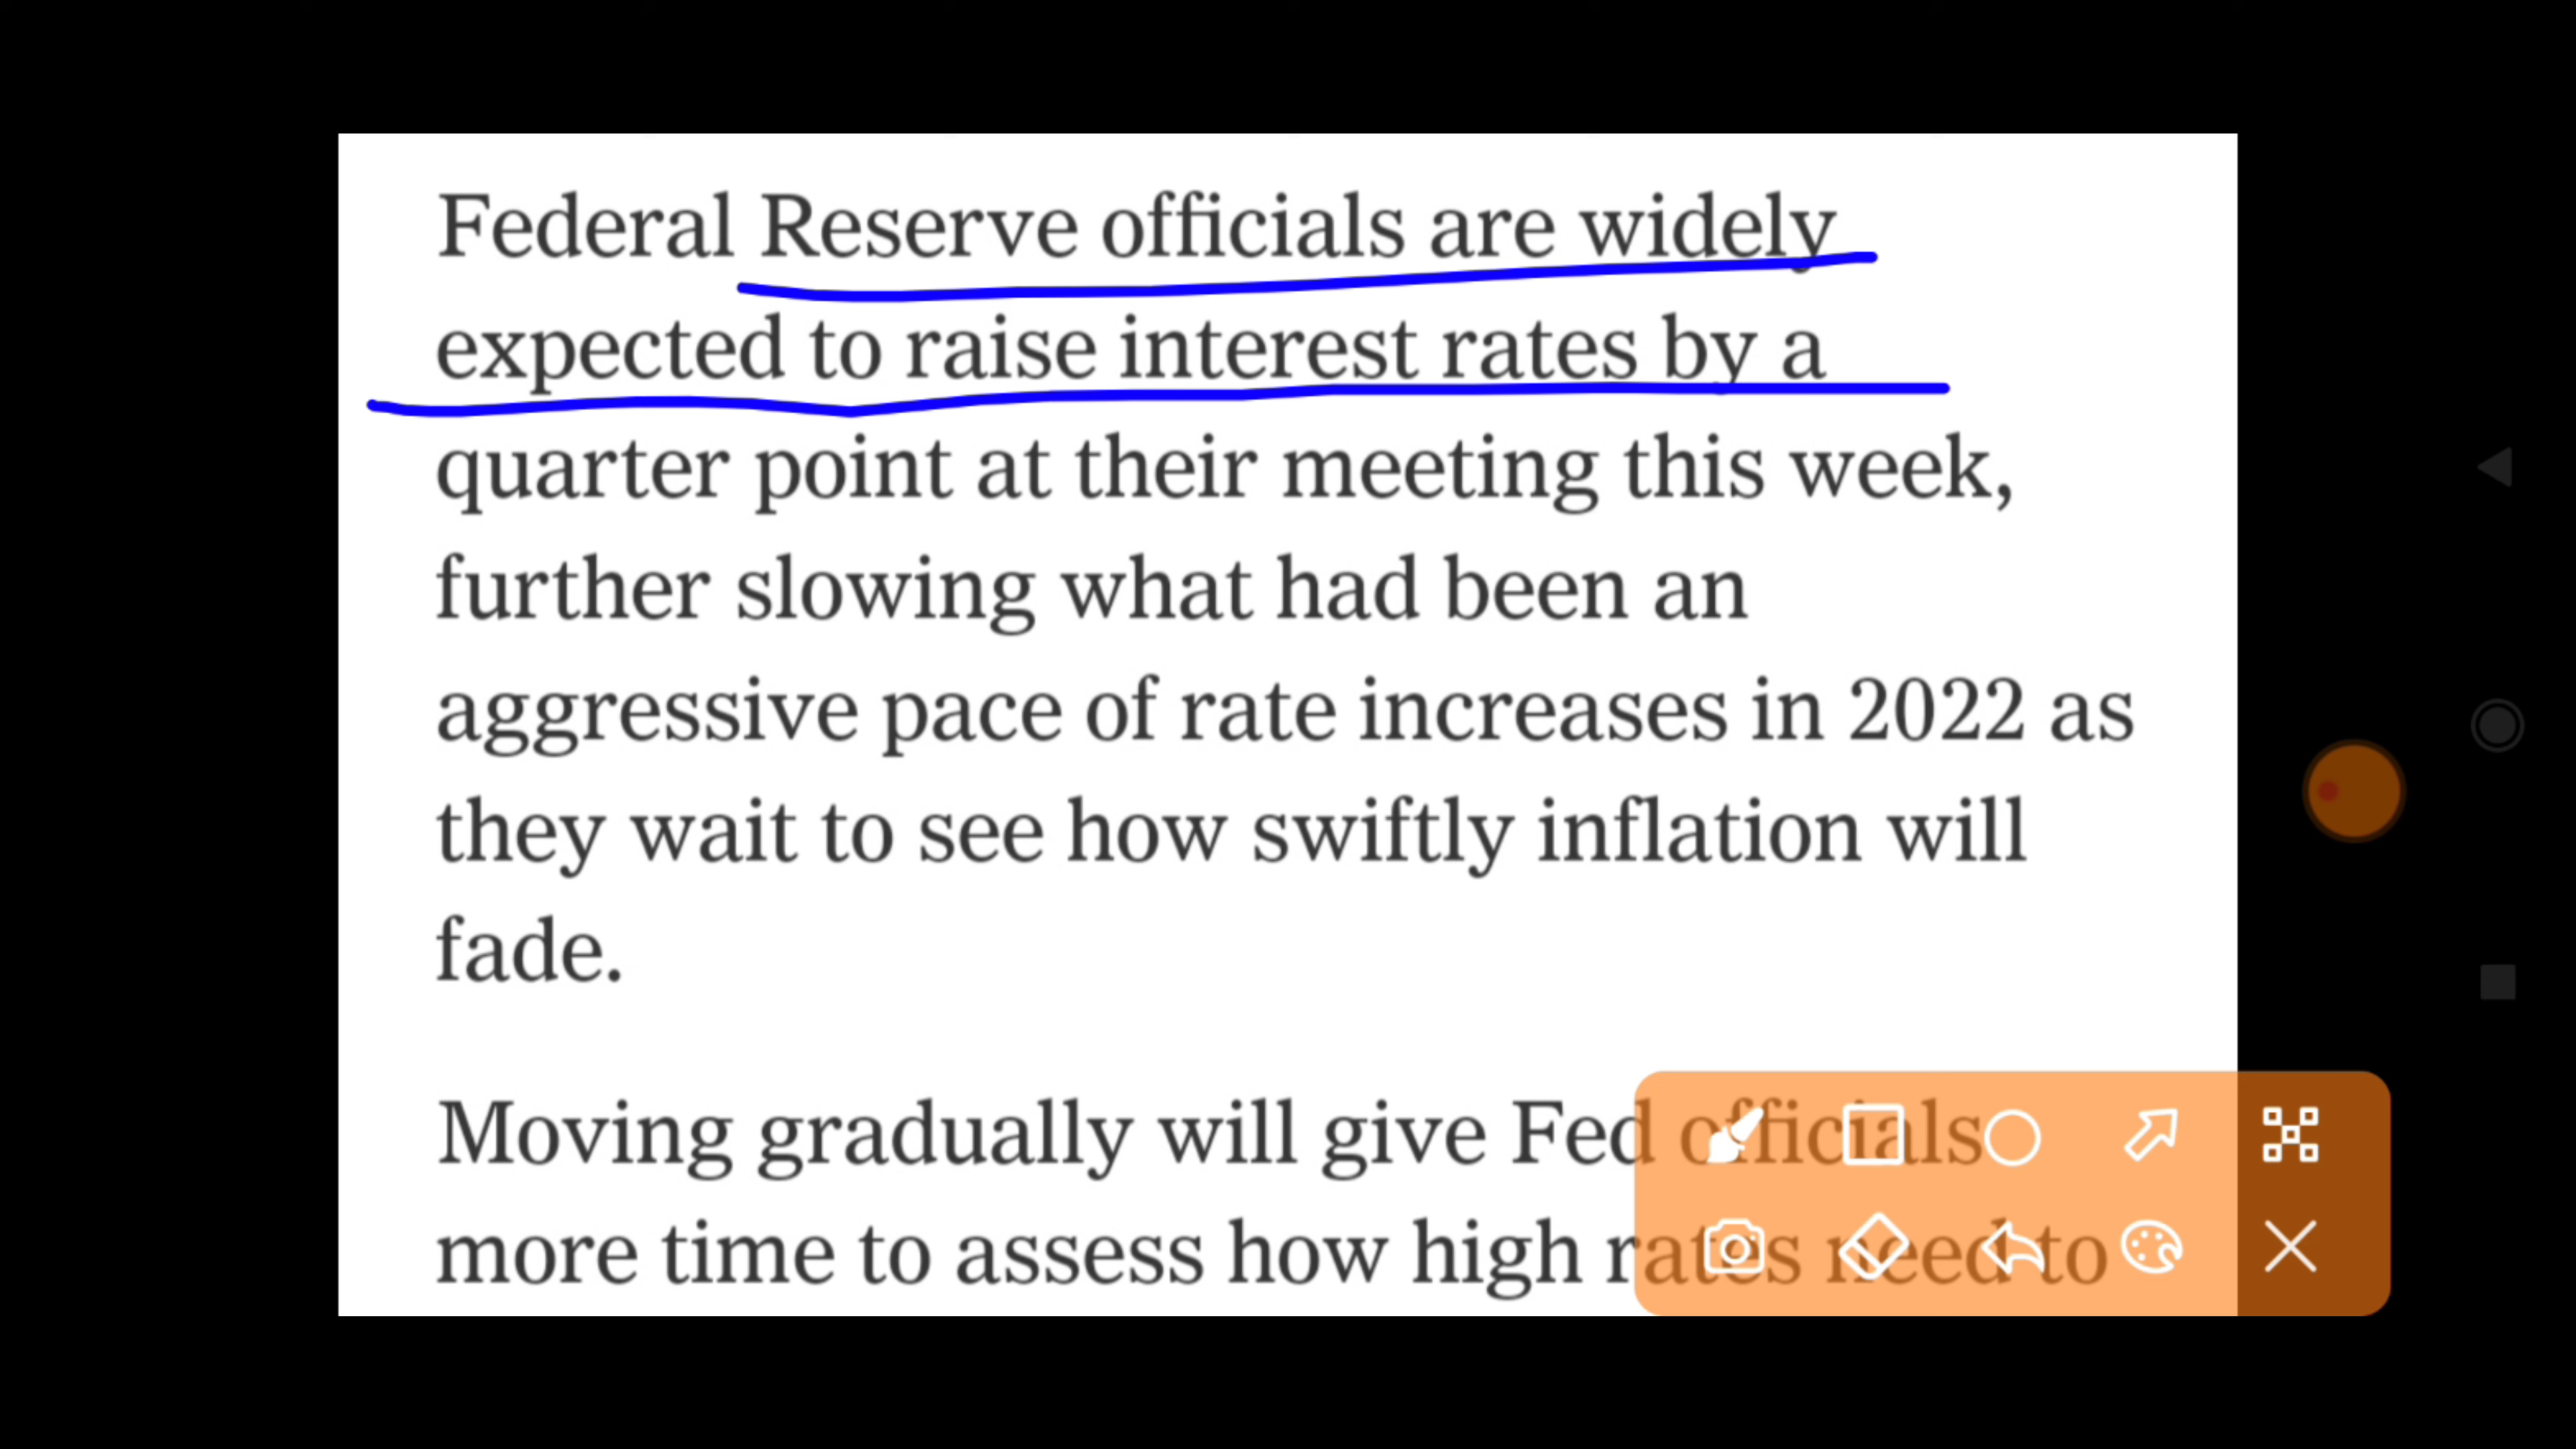 Federal Reserve officials are widely
expected to raise interest rates by a
quarter point at their meeting this week,
further slowing what had been an
aggressive pace of rate increases in 2022 as
they wait to see how swiftly inflation will
fade.
Moving gradually will give Fed officials
more time to assess how high rates need to